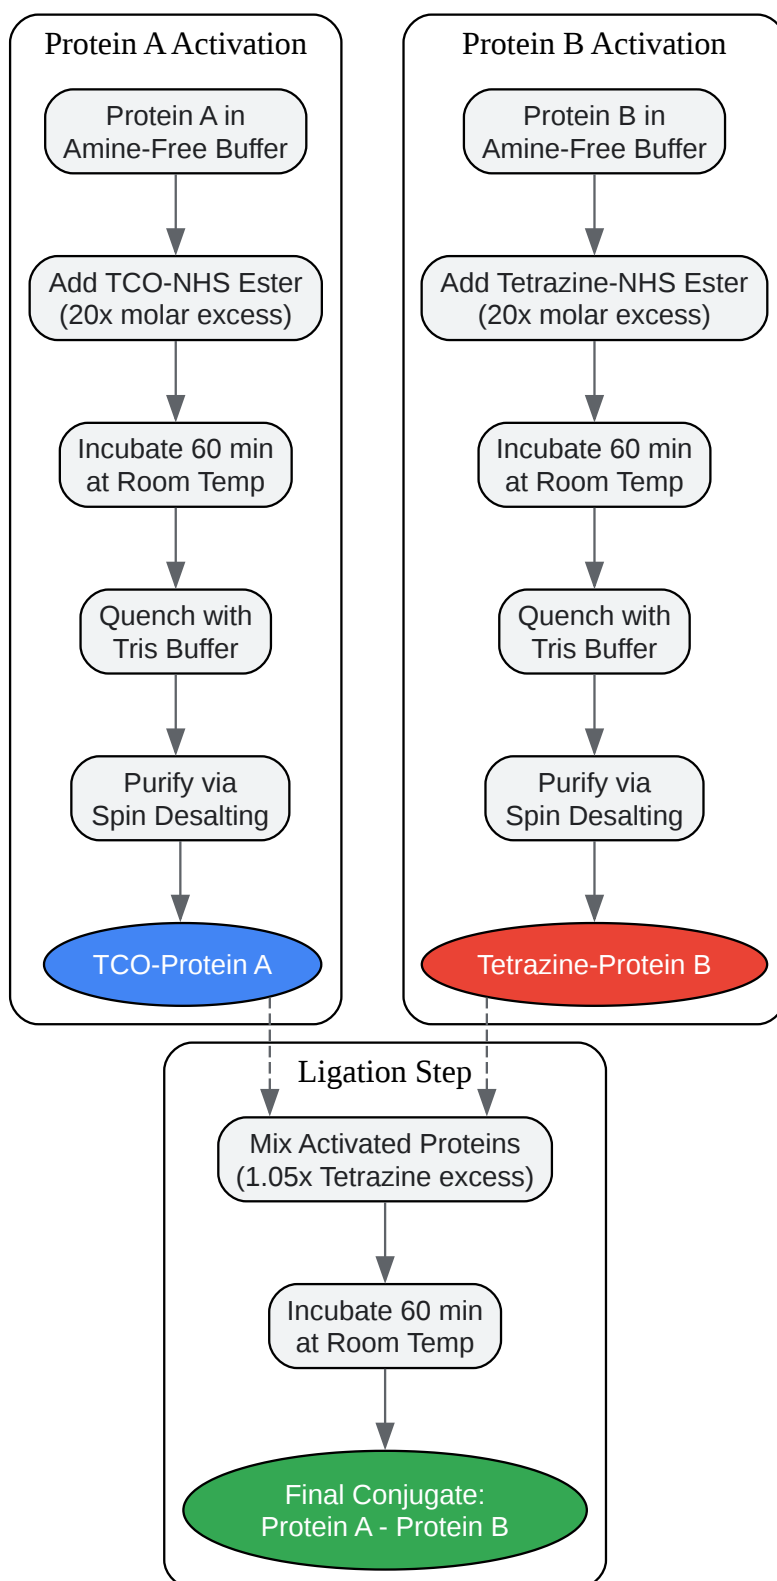 Protein A Activation
Protein A in
Amine-Free Buffer
Add TCO-NHS Ester
(20x molar excess)
Incubate 60 min
at Room Temp
Quench with
Tris Buffer
Purify via
Spin Desalting
TCO-Protein A
Protein B Activation
Protein B in
Amine-Free Buffer
Add Tetrazine-NHS Ester
(20x molar excess)
Incubate 60 min
at Room Temp
Quench with
Tris Buffer
Purify via
Spin Desalting
Tetrazine-Protein B
Ligation Step
Mix Activated Proteins
(1.05x Tetrazine excess)
Incubate 60 min
at Room Temp
Final Conjugate:
Protein A - Protein B